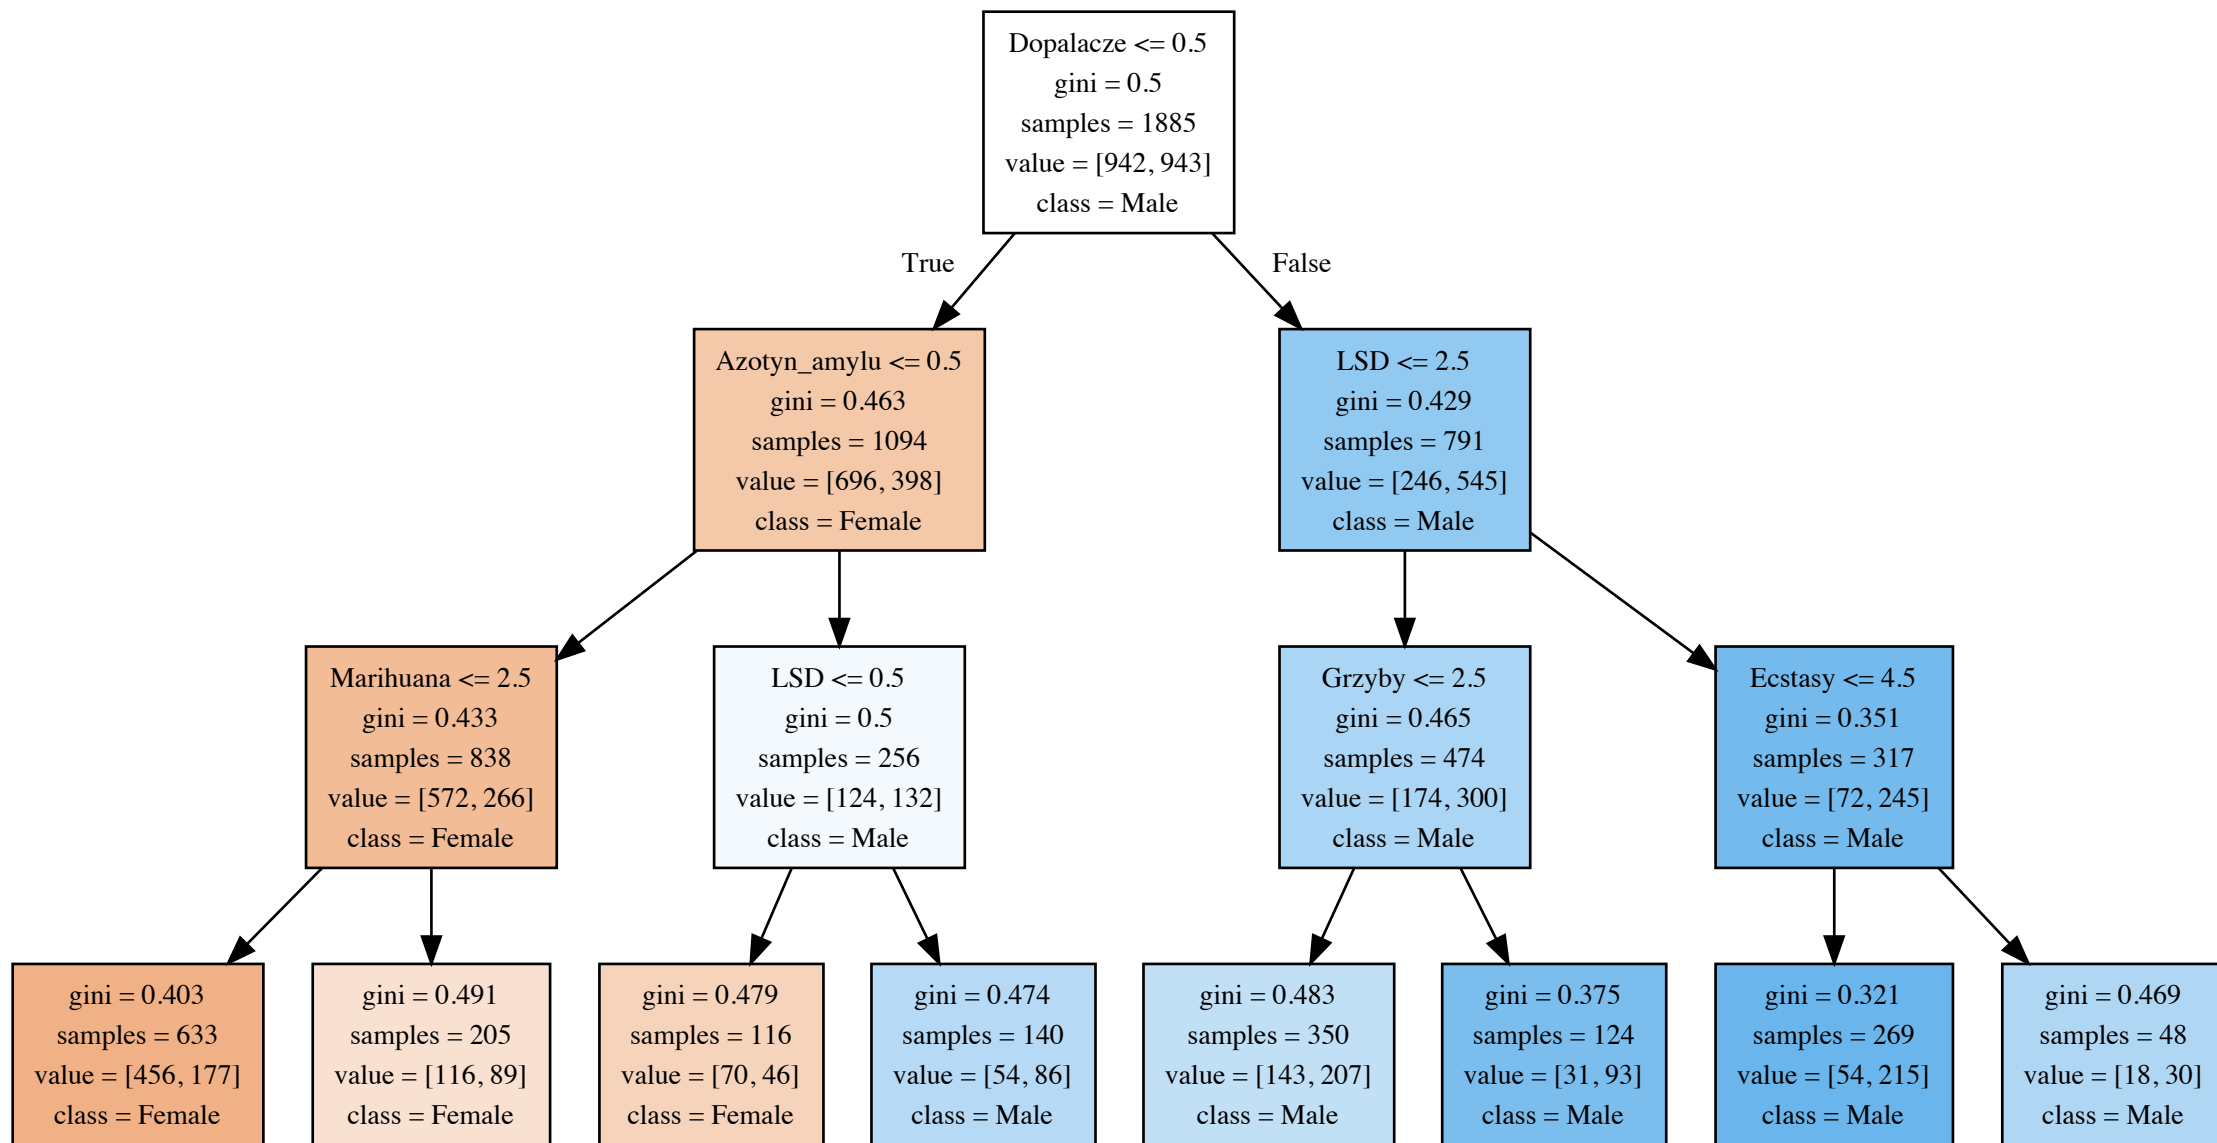 Dopalacze <= 0.5
gini = 0.5
samples = 1885
value = [942, 943]
class = Male
True
False
Azotyn_amylu <= 0.5
gini = 0.463
samples = 1094
value = [696, 398]
class = Female
LSD <= 2.5
gini = 0.429
samples = 791
value = [246, 545]
class = Male
Marihuana <= 2.5
gini = 0.433
samples = 838
value = [572, 266]
class = Female
LSD <= 0.5
gini = 0.5
samples = 256
value = [124, 132]
class = Male
Grzyby <= 2.5
gini = 0.465
samples = 474
value = [174, 300]
class = Male
Ecstasy <= 4.5
gini = 0.351
samples = 317
value = [72, 245]
class = Male
gini = 0.403
samples = 633
value = [456, 177]
class = Female
gini = 0.491
samples = 205
value = [116, 89]
class = Female
gini = 0.479
samples = 116
value = [70, 46]
class = Female
gini = 0.474
samples = 140
value = [54, 86]
class = Male
gini = 0.483
samples = 350
value = [143, 207]
class = Male
gini = 0.375
samples = 124
value = [31, 93]
class = Male
gini = 0.321
samples = 269
value = [54, 215]
class = Male
gini = 0.469
samples = 48
value = [18, 30]
class = Male